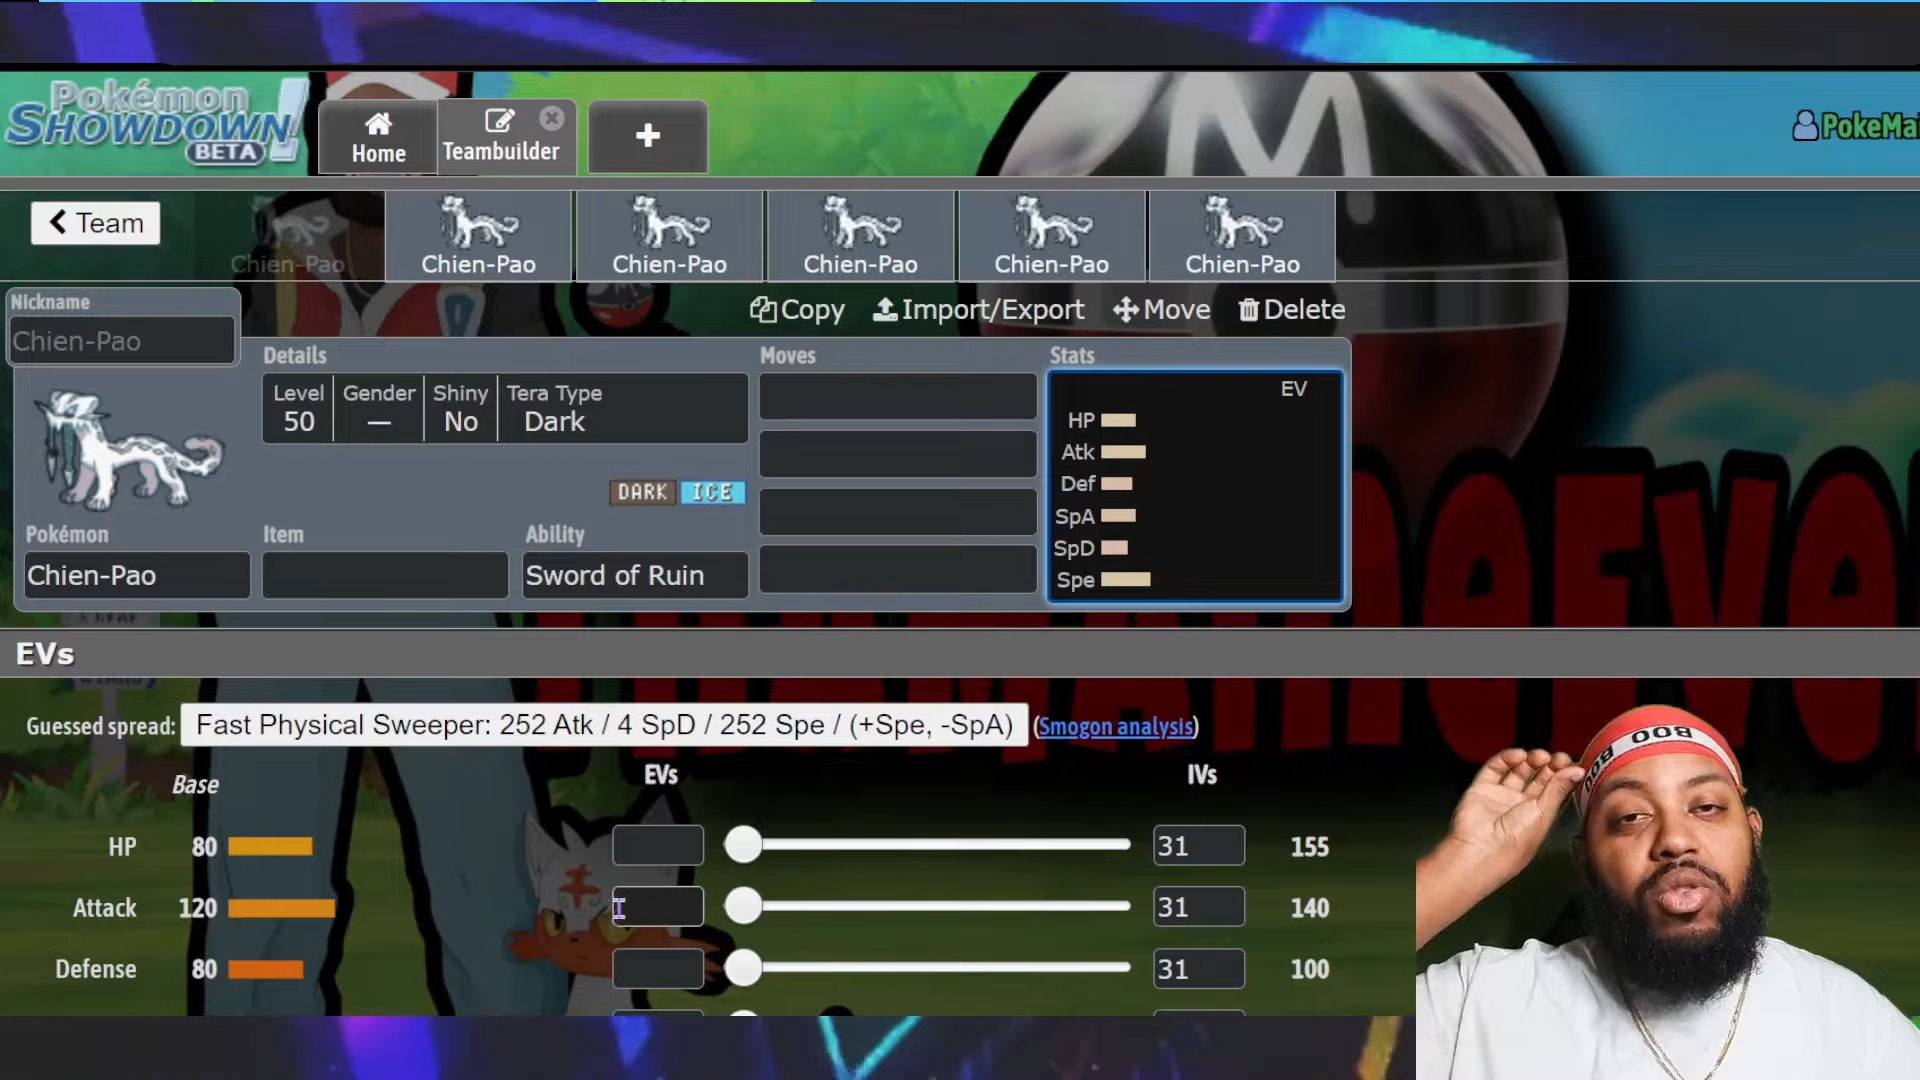 Pokémon
SHOWDOWN!
BETA
Home
Teambuilder
+
PokeMai
M
Team
Chien-Pao
Chien-Pao
Chien-Pao
Chien-Pao
Chien-Pao
Chien-Pao
Copy
Import/Export
Move
Delete
Nickname
Chien-Pao
Details
Level
Gender
Shiny
Tera Type
50
—
No
Dark
DARK
ICE
Pokémon
Item
Ability
Chien-Pao
Sword of Ruin
Moves
Stats
EV
HP
Atk
Def
SpA
SpD
Spe
EVs
Guessed spread: Fast Physical Sweeper: 252 Atk / 4 SpD / 252 Spe / (+Spe, -SpA) (Smogon analysis)
Base
EVs
IVs
HP 80 31 155
Attack 120 31 140
Defense 80 31 100
BOO
BOO